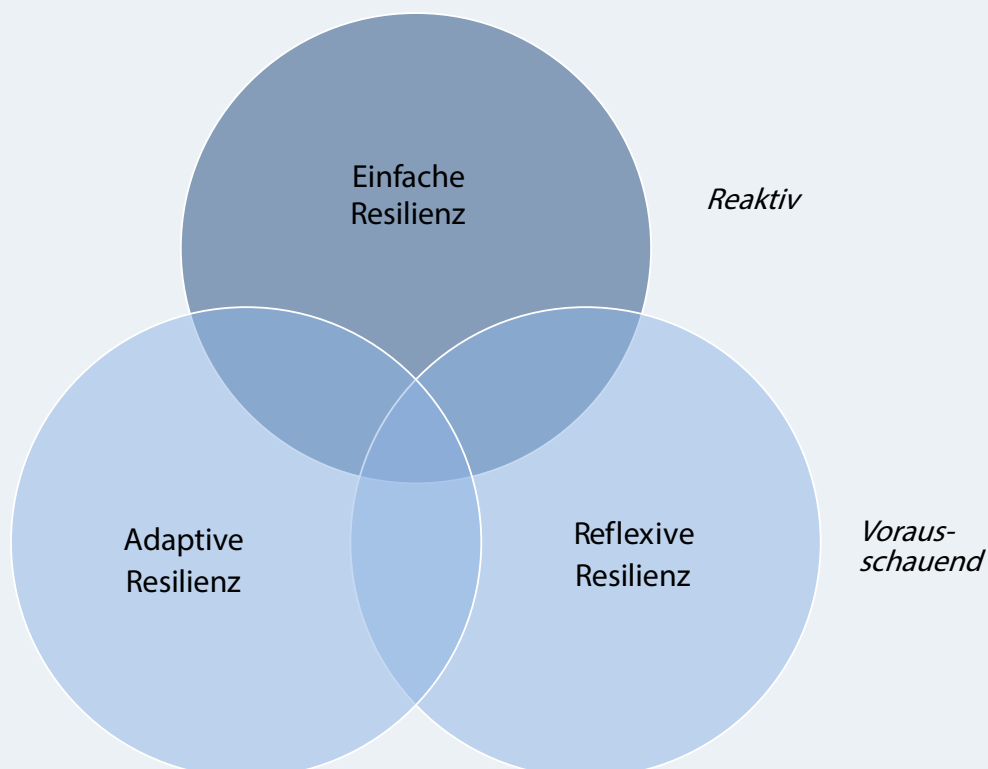 Einfache
Resilienz
Reaktiv
Adaptive
Resilienz
Reflexive
Resilienz
Voraus-
schauend